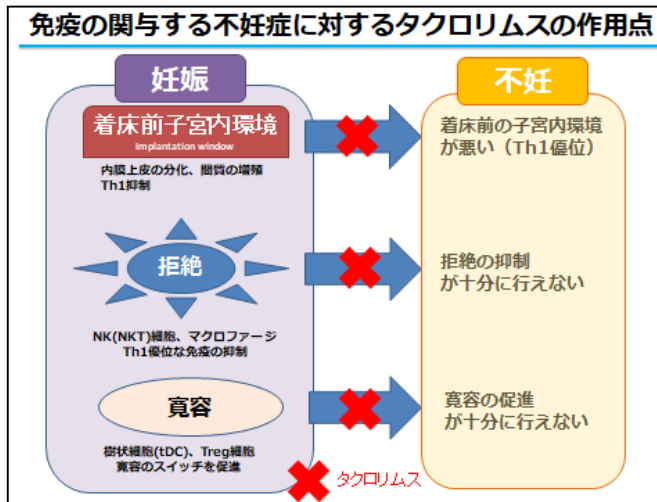 免疫の関与する不妊症に対するタクロリムスの作用点
妊娠
不妊
着床前子宮内環境
Implantation window
内膜上皮の分化、間質の増殖
Th1抑制
着床前の子宮内環境
が悪い（Th1優位）
拒絶
NK(NKT)細胞、マクロファージ
Th1優位な免疫の抑制
拒絶の抑制
が十分に行えない
寛容
樹状細胞(tDC)、Treg細胞
寛容のスイッチを促進
寛容の促進
が十分に行えない
タクロリムス